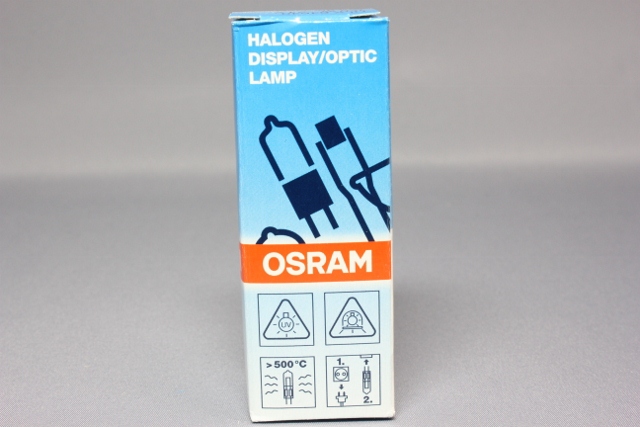 HALOGEN
DISPLAY/OPTIC
LAMP
OSRAM
UV
>500°C
1.
2.